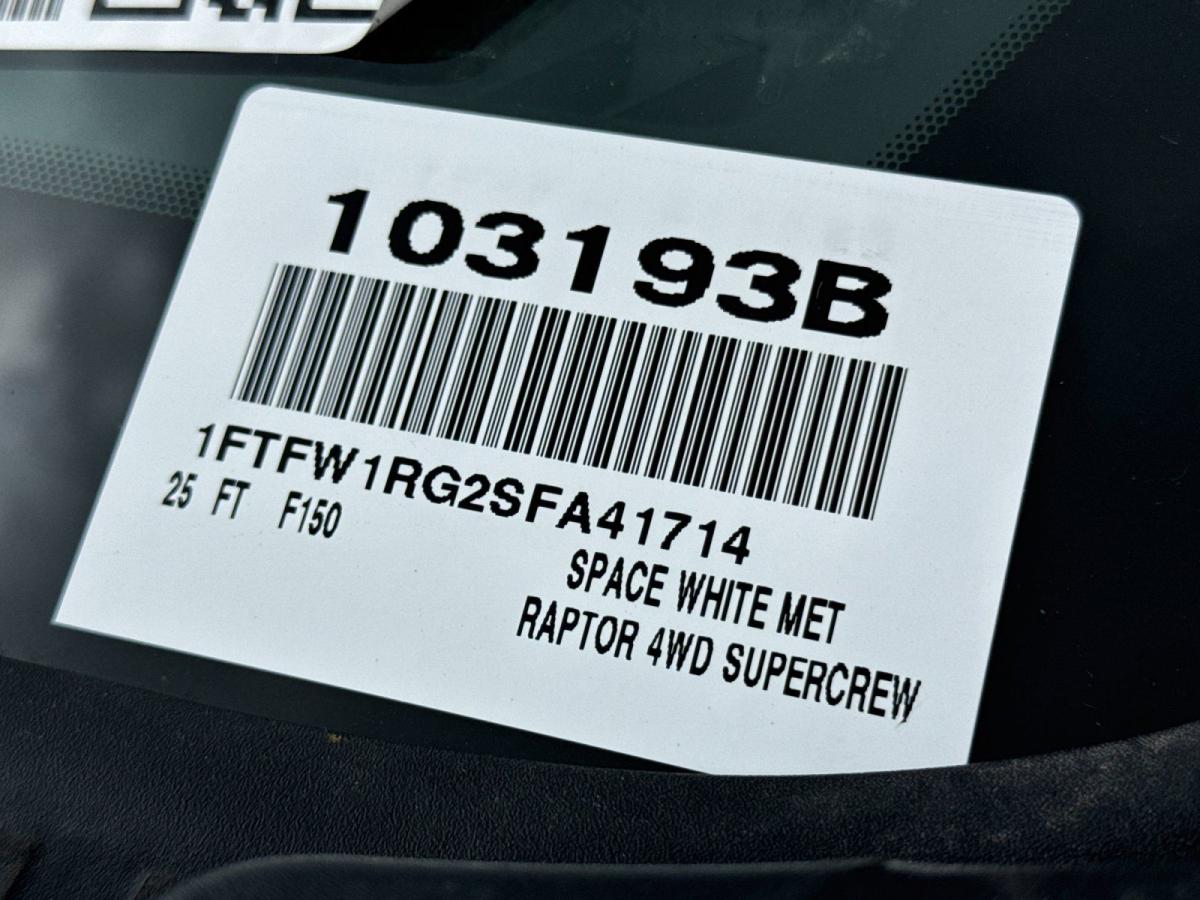 103193B
1FTFW1RG2SFA41714
25 FT F150
SPACE WHITE MET
RAPTOR 4WD SUPERCREW